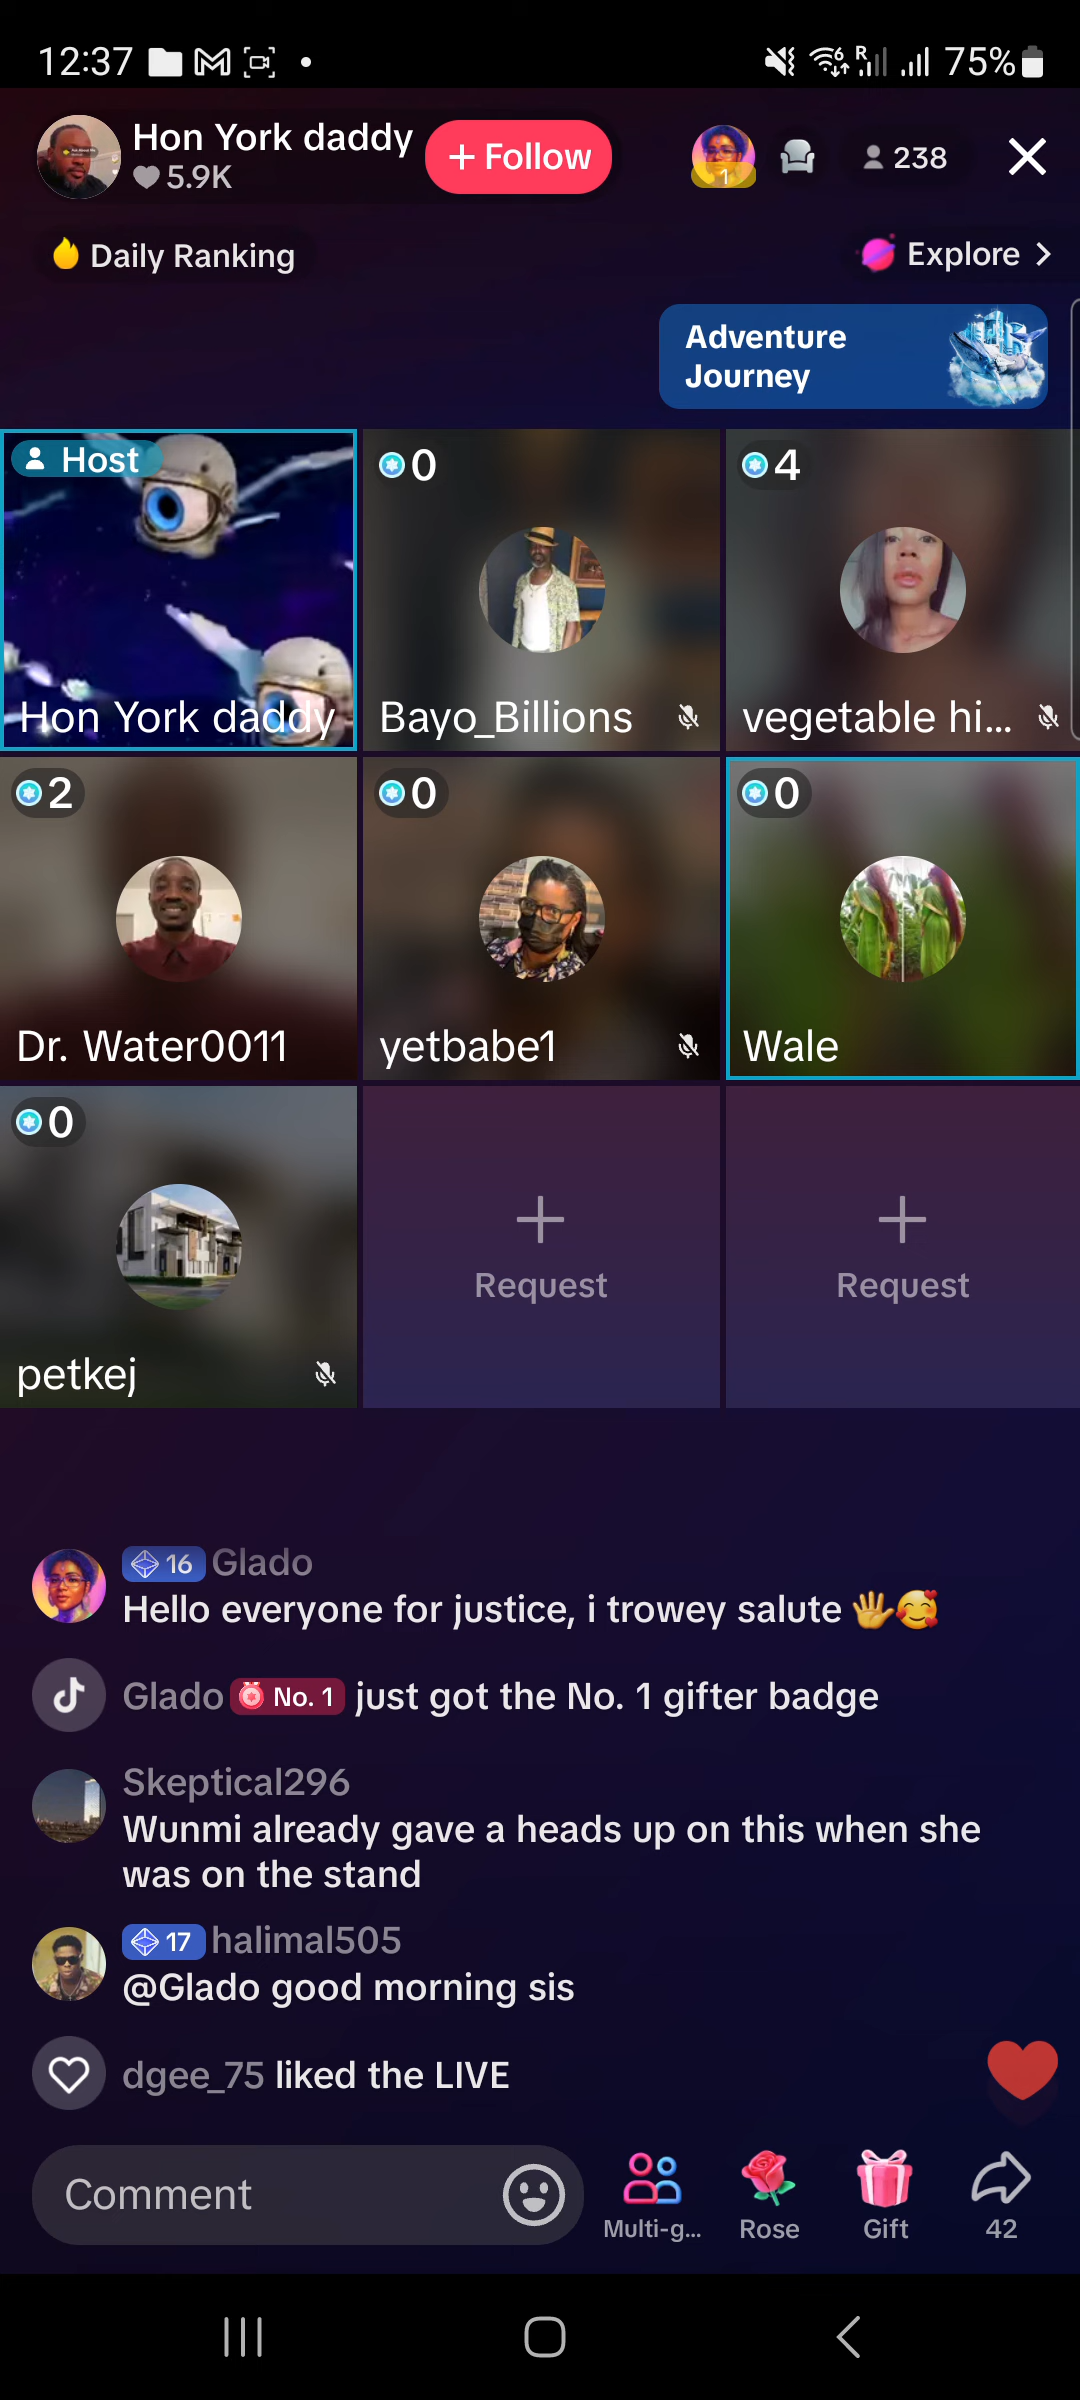 12:37
R
75%
Hon York daddy
5.9K
+ Follow
1
238
Daily Ranking
Explore >
Adventure
Journey
Host
Hon York daddy
0
Bayo_Billions
4
vegetable hi...
2
Dr. Water0011
0
yetbabe1
0
Wale
0
petkej
Request
Request
16 Glado
Hello everyone for justice, i trowey salute 🖐️🥰
Glado No. 1 just got the No. 1 gifter badge
Skeptical296
Wunmi already gave a heads up on this when she
was on the stand
17 halimal505
@Glado good morning sis
dgee_75 liked the LIVE
Comment
Multi-g...
Rose
Gift
42